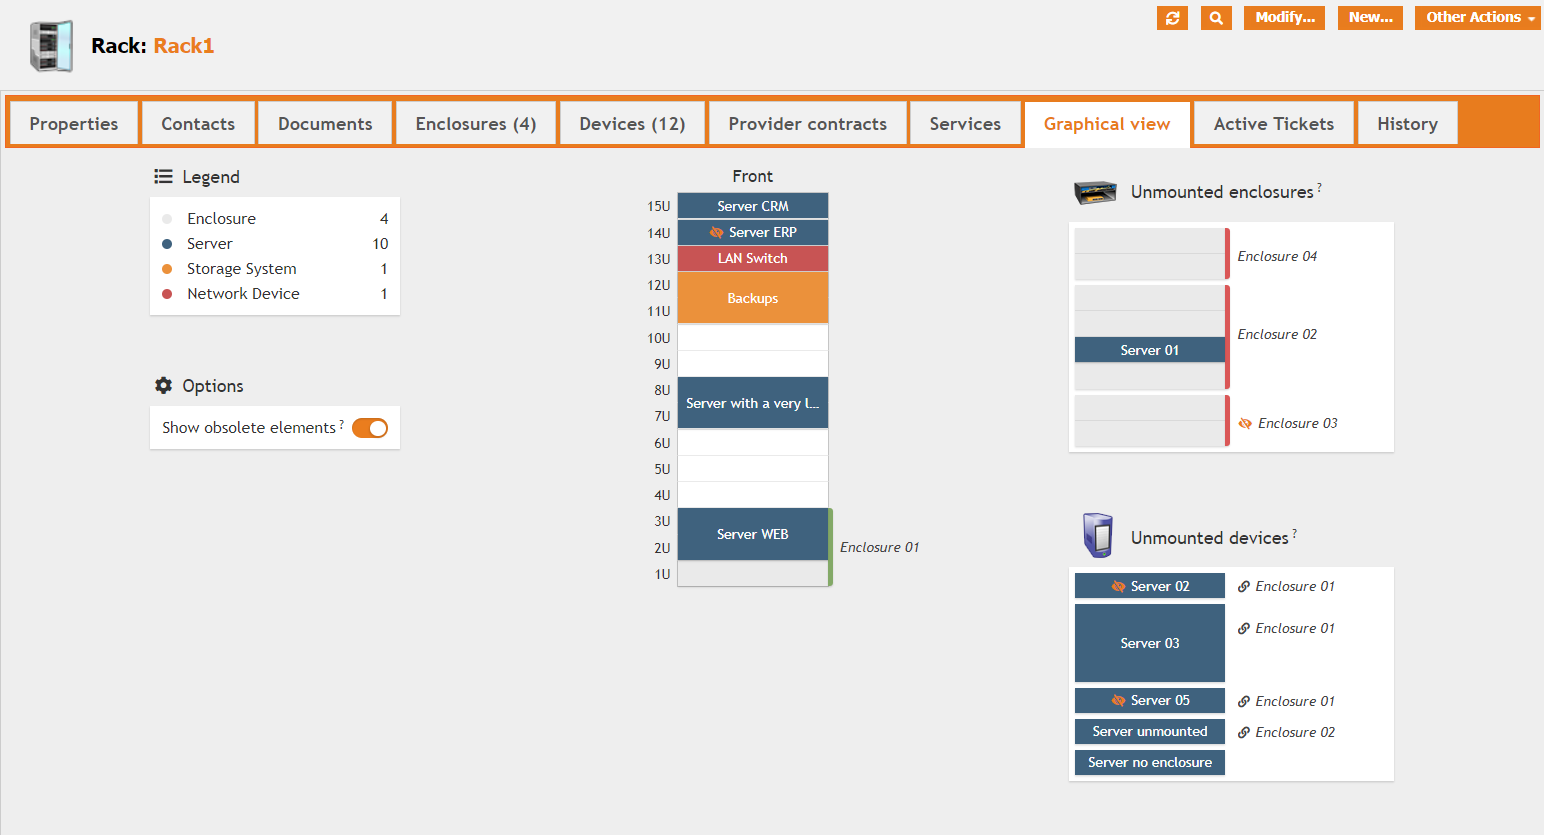 Rack: Rack1
Modify...
New...
Other Actions
Properties
Contacts
Documents
Enclosures (4)
Devices (12)
Provider contracts
Services
Graphical view
Active Tickets
History
Legend
Enclosure 4
Server 10
Storage System 1
Network Device 1
Options
Show obsolete elements ?
Front
15U Server CRM
14U Server ERP
13U LAN Switch
12U
Backups
11U
10U
9U
8U
Server with a very l...
7U
6U
5U
4U
3U
Server WEB
2U
Enclosure 01
1U
Unmounted enclosures ?
Enclosure 04
Enclosure 02
Server 01
Enclosure 03
Unmounted devices ?
Server 02 Enclosure 01
Server 03 Enclosure 01
Server 05 Enclosure 01
Server unmounted Enclosure 02
Server no enclosure